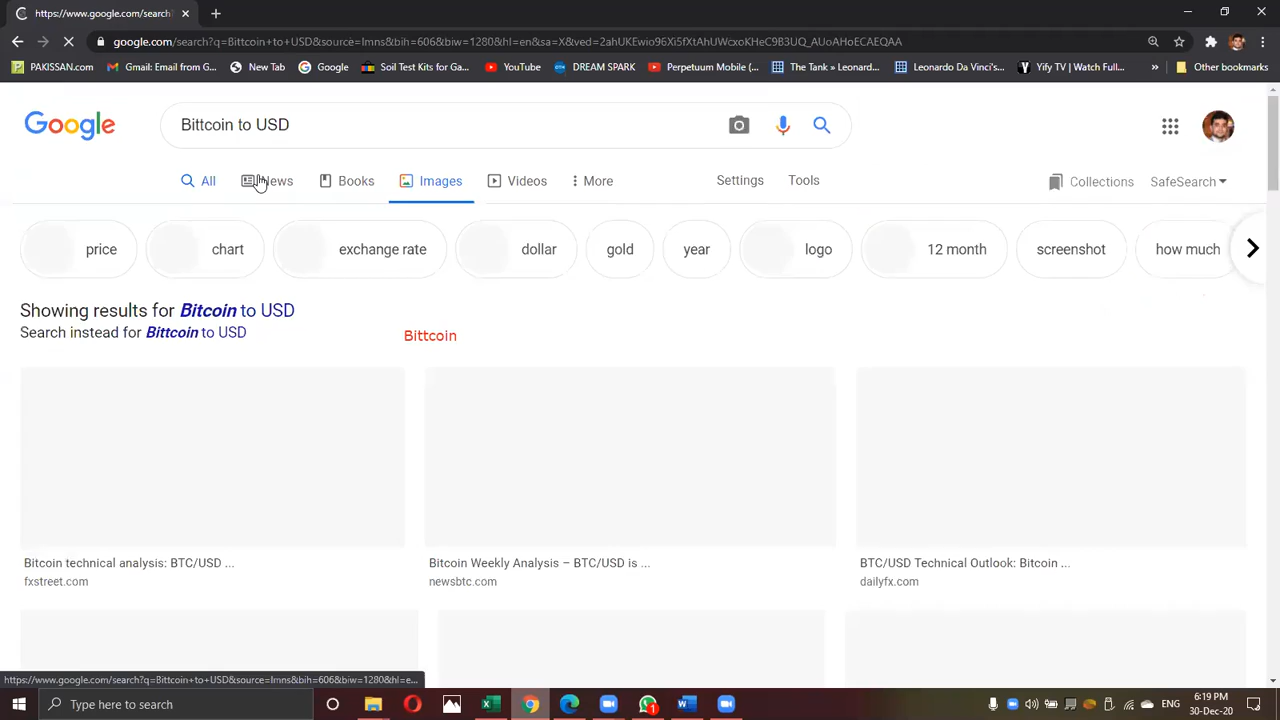 https://www.google.com/search
google.com/search?q=Bittcoin+to+USD&source=lmns&bih=606&biw=1280&hl=en&sa=X&ved=2ahUKEwio96Xi5fXtAhUWcxoKHeC9B3UQ_AUoAHoECAEQAA
PAKISSAN.com Gmail: Email from G... New Tab Google Soil Test Kits for Ga... YouTube DREAM SPARK Perpetuum Mobile (... The Tank » Leonard... Leonardo Da Vinci's... Yify TV | Watch Full... » Other bookmarks
Google Bittcoin to USD
All News Books Images Videos More Settings Tools Collections SafeSearch
price chart exchange rate dollar gold year logo 12 month screenshot how much
Showing results for Bitcoin to USD
Search instead for Bittcoin to USD
Bittcoin
Bitcoin technical analysis: BTC/USD ... Bitcoin Weekly Analysis – BTC/USD is ... BTC/USD Technical Outlook: Bitcoin ...
fxstreet.com newsbtc.com dailyfx.com
https://www.google.com/search?q=Bittcoin+to+USD&source=lmns&bih=606&biw=1280&hl=e...
Type here to search 1 6:19 PM
30-Dec-20